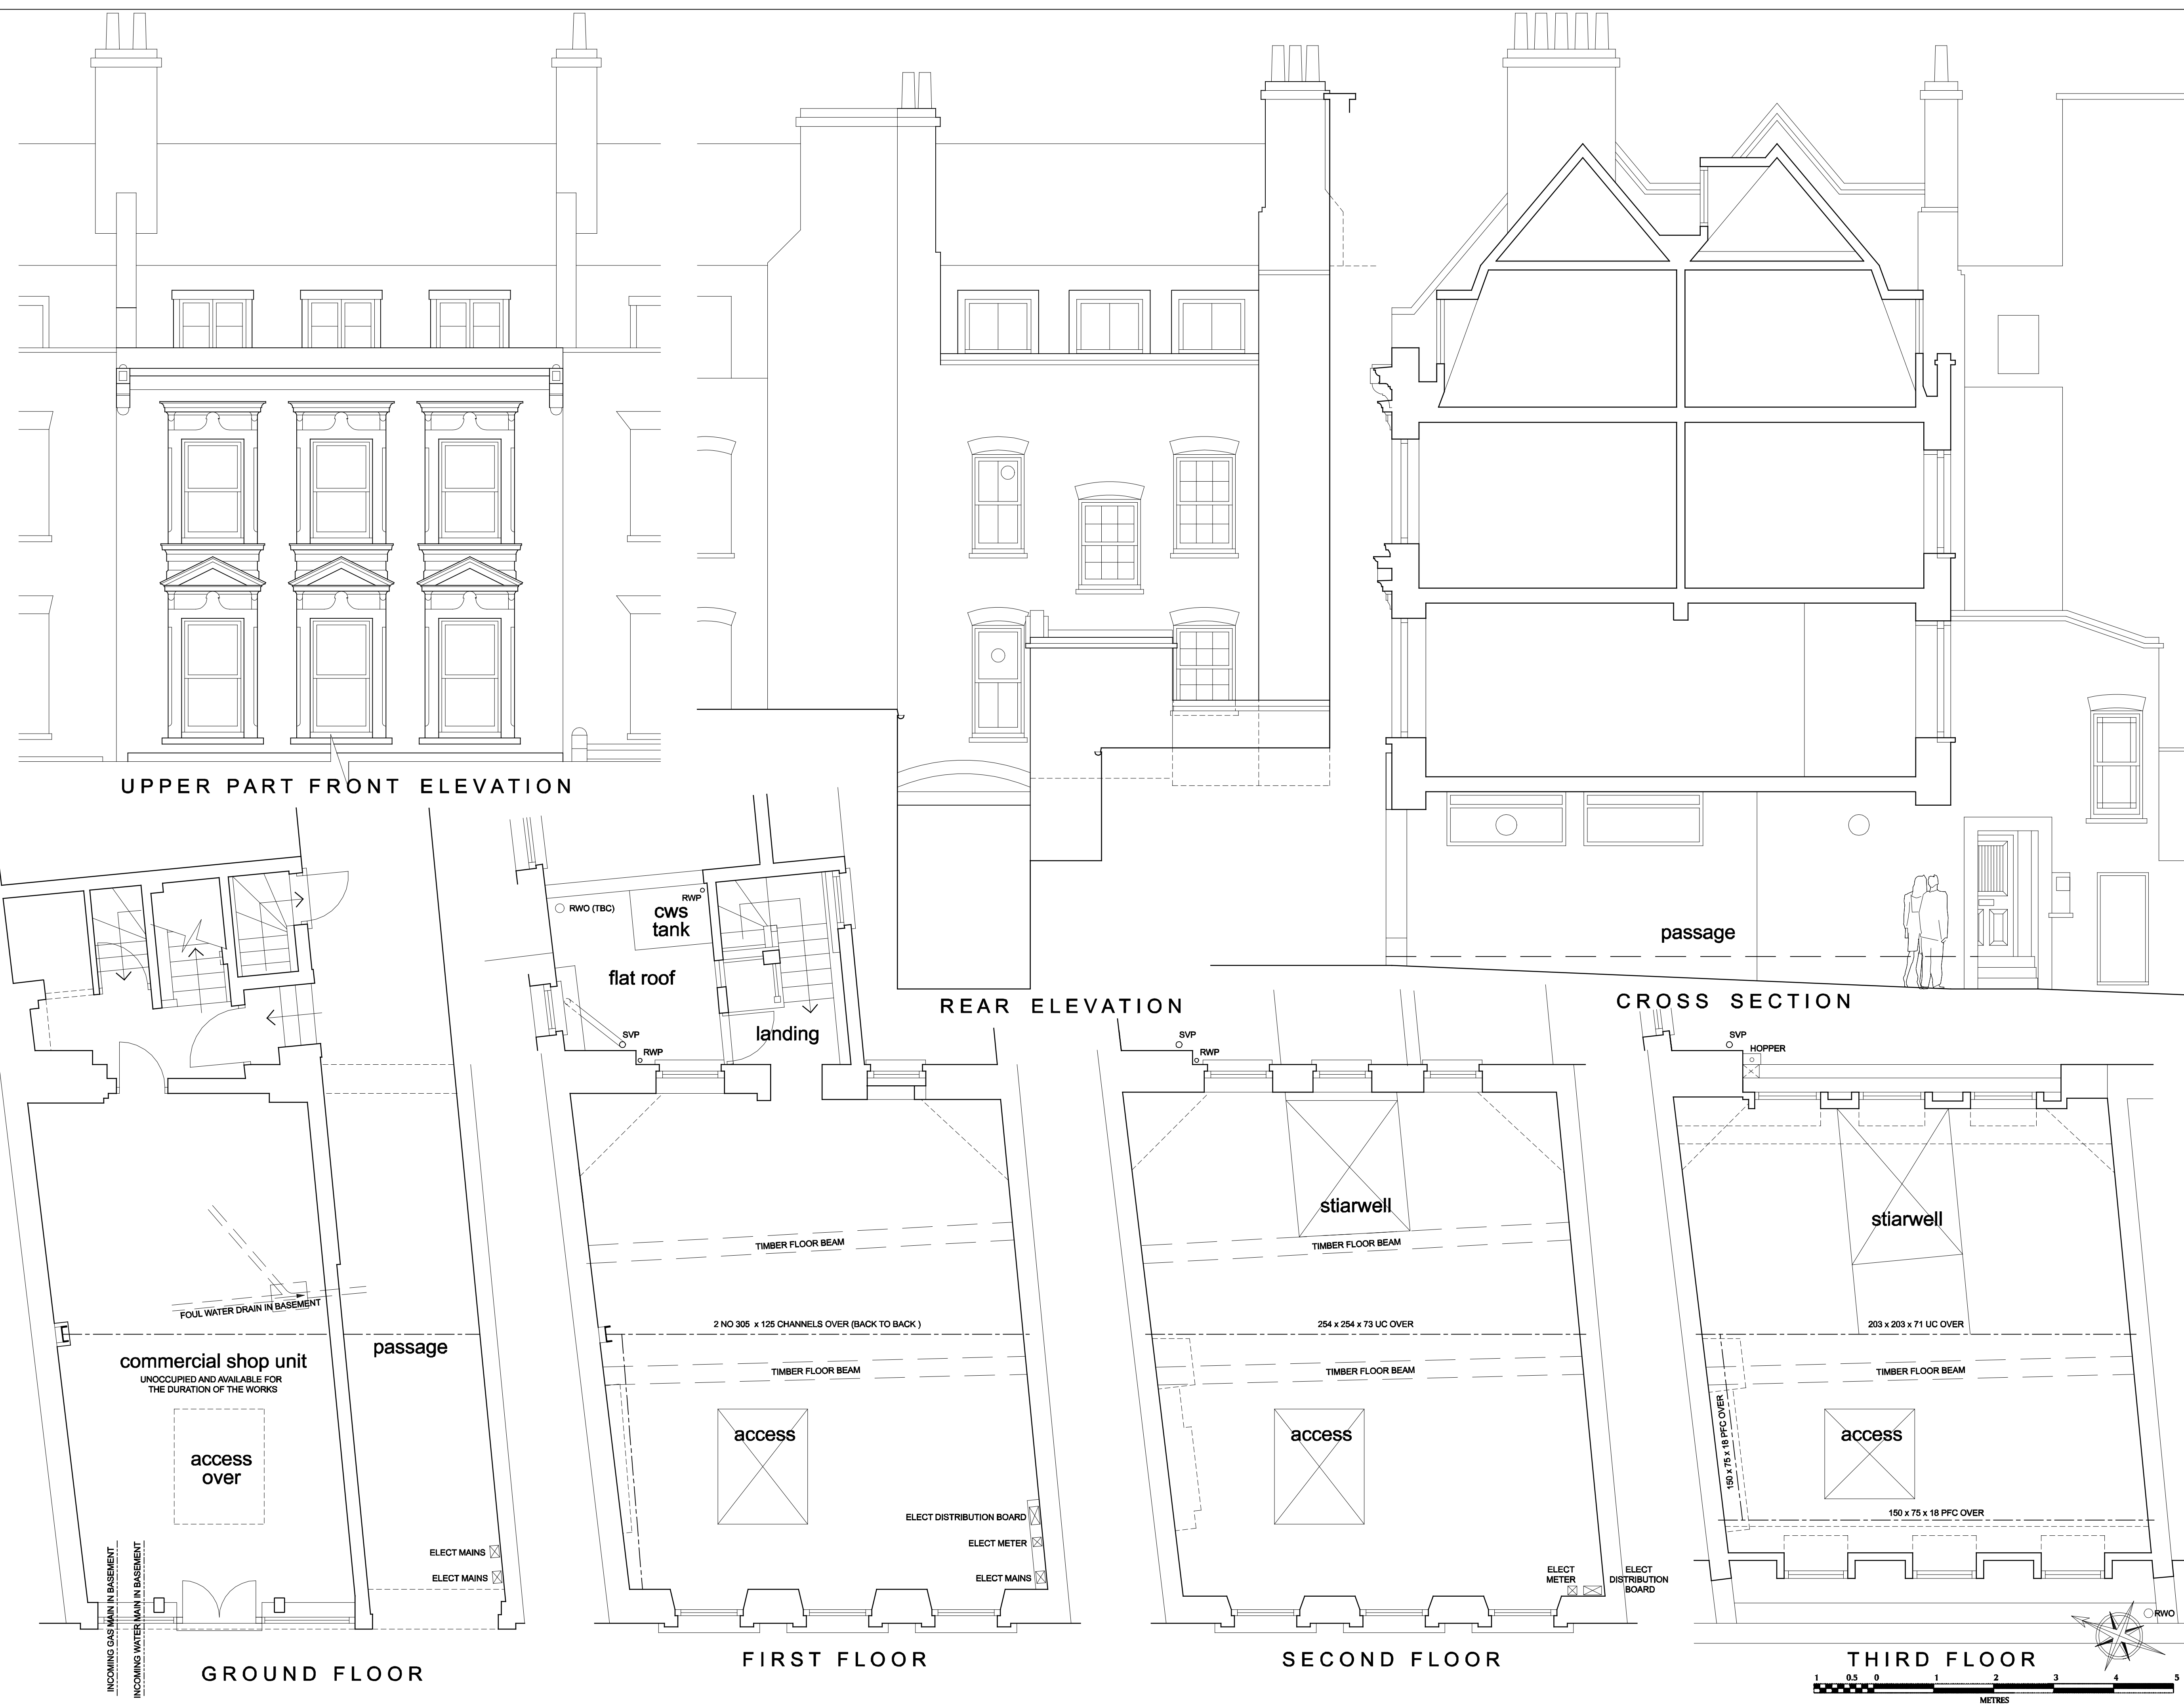 UPPER PART FRONT ELEVATION
REAR ELEVATION
passage
CROSS SECTION
commercial shop unit
UNOCCUPIED AND AVAILABLE FOR
THE DURATION OF THE WORKS
FOUL WATER DRAIN IN BASEMENT
passage
access
over
ELECT MAINS
ELECT MAINS
INCOMING GAS MAIN IN BASEMENT
INCOMING WATER MAIN IN BASEMENT
GROUND FLOOR
RWO (TBC)
RWP
cws
tank
flat roof
landing
SVP
RWP
TIMBER FLOOR BEAM
2 NO 305 x 125 CHANNELS OVER (BACK TO BACK )
TIMBER FLOOR BEAM
access
ELECT DISTRIBUTION BOARD
ELECT METER
ELECT MAINS
FIRST FLOOR
SVP
RWP
stiarwell
TIMBER FLOOR BEAM
254 x 254 x 73 UC OVER
TIMBER FLOOR BEAM
access
ELECT
METER
ELECT
DISTRIBUTION
BOARD
SECOND FLOOR
SVP
HOPPER
stiarwell
203 x 203 x 71 UC OVER
TIMBER FLOOR BEAM
150 x 75 x 18 PFC OVER
access
150 x 75 x 18 PFC OVER
RWO
THIRD FLOOR
1 0.5 0 1 2 3 4 5
METRES